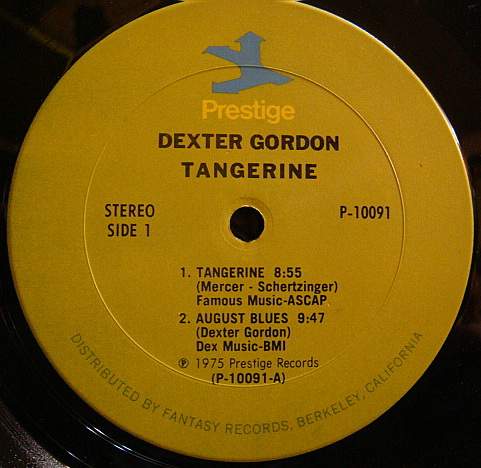 Prestige
DEXTER GORDON
TANGERINE
STEREO
SIDE 1
P-10091
1. TANGERINE 8:55
(Mercer - Schertzinger)
Famous Music-ASCAP
2. AUGUST BLUES 9:47
(Dexter Gordon)
Dex Music-BMI
℗ 1975 Prestige Records
(P-10091-A)
DISTRIBUTED BY FANTASY RECORDS, BERKELEY, CALIFORNIA